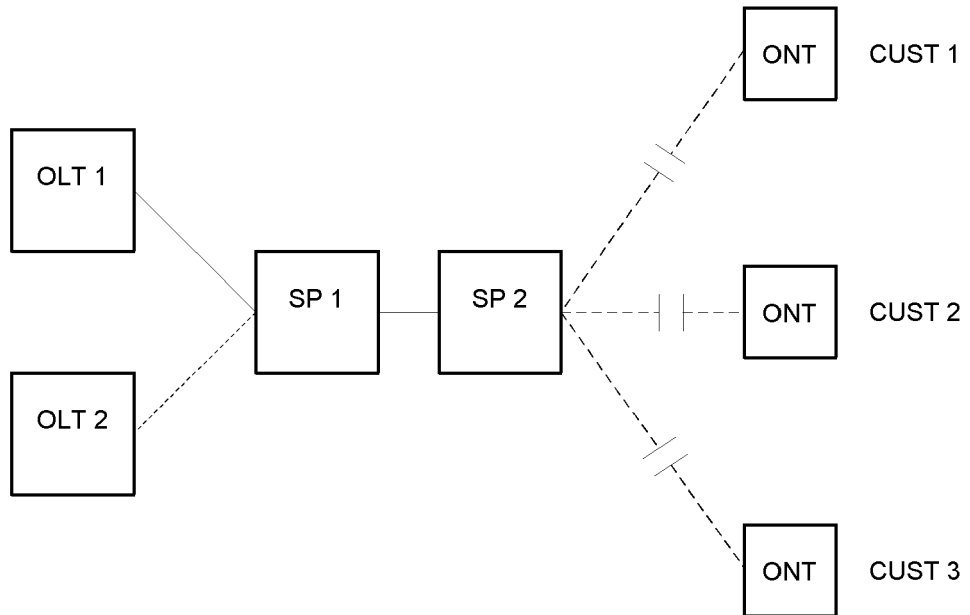 ONT CUST 1
OLT 1
SP 1
SP 2
ONT CUST 2
OLT 2
ONT CUST 3